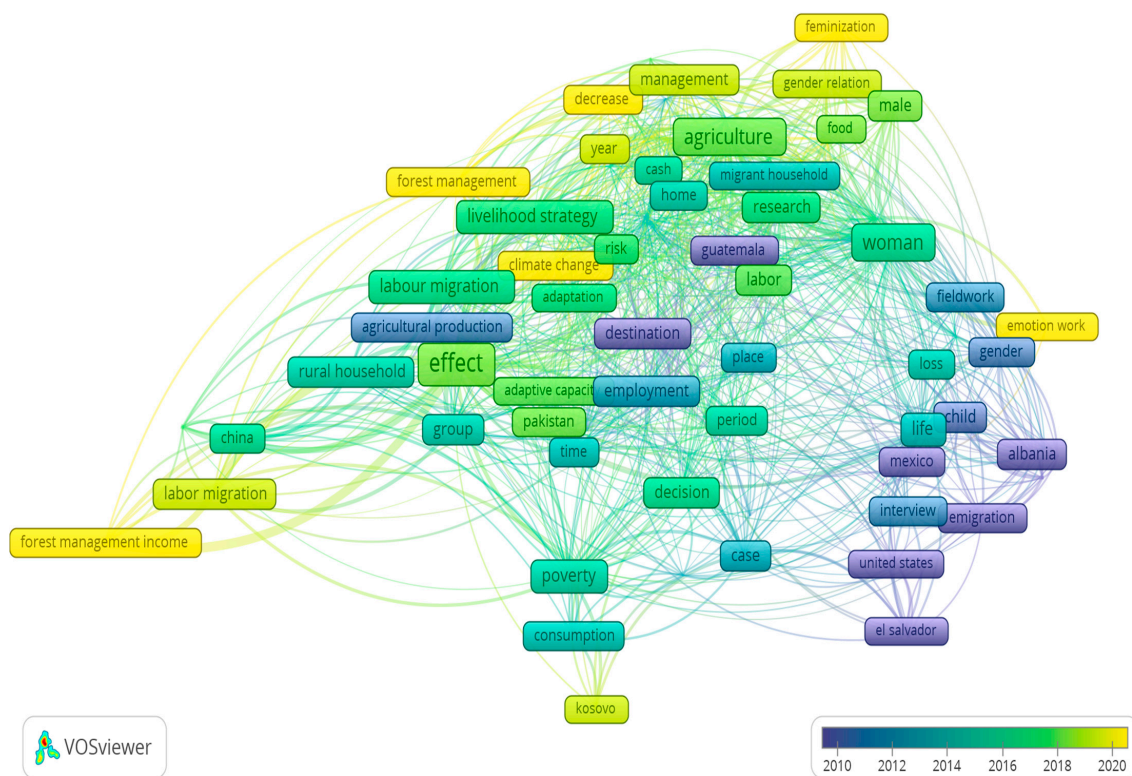 feminization
management
gender relation
decrease
male
food
agriculture
year
cash
migrant household
forest management
home
research
livelihood strategy
woman
risk
guatemala
climate change
labor
labour migration
adaptation
fieldwork
agricultural production
destination
emotion work
gender
place
effect
loss
rural household
adaptive capacit
employment
child
pakistan
period
group
life
china
time
albania
mexico
labor migration
decision
interview
emigration
forest management income
case
united states
poverty
consumption
el salvador
kosovo
VOSviewer
2010 2012 2014 2016 2018 2020